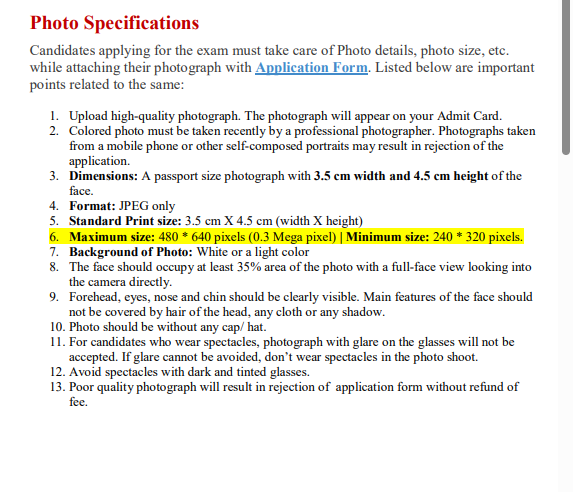 Photo Specifications
Candidates applying for the exam must take care of Photo details, photo size, etc.
while attaching their photograph with Application Form. Listed below are important
points related to the same:
1. Upload high-quality photograph. The photograph will appear on your Admit Card.
2. Colored photo must be taken recently by a professional photographer. Photographs taken
from a mobile phone or other self-composed portraits may result in rejection of the
application.
3. Dimensions: A passport size photograph with 3.5 cm width and 4.5 cm height of the
face.
4. Format: JPEG only
5. Standard Print size: 3.5 cm X 4.5 cm (width X height)
6. Maximum size: 480 * 640 pixels (0.3 Mega pixel) | Minimum size: 240 * 320 pixels.
7. Background of Photo: White or a light color
8. The face should occupy at least 35% area of the photo with a full-face view looking into
the camera directly.
9. Forehead, eyes, nose and chin should be clearly visible. Main features of the face should
not be covered by hair of the head, any cloth or any shadow.
10. Photo should be without any cap/ hat.
11. For candidates who wear spectacles, photograph with glare on the glasses will not be
accepted. If glare cannot be avoided, don’t wear spectacles in the photo shoot.
12. Avoid spectacles with dark and tinted glasses.
13. Poor quality photograph will result in rejection of application form without refund of
fee.